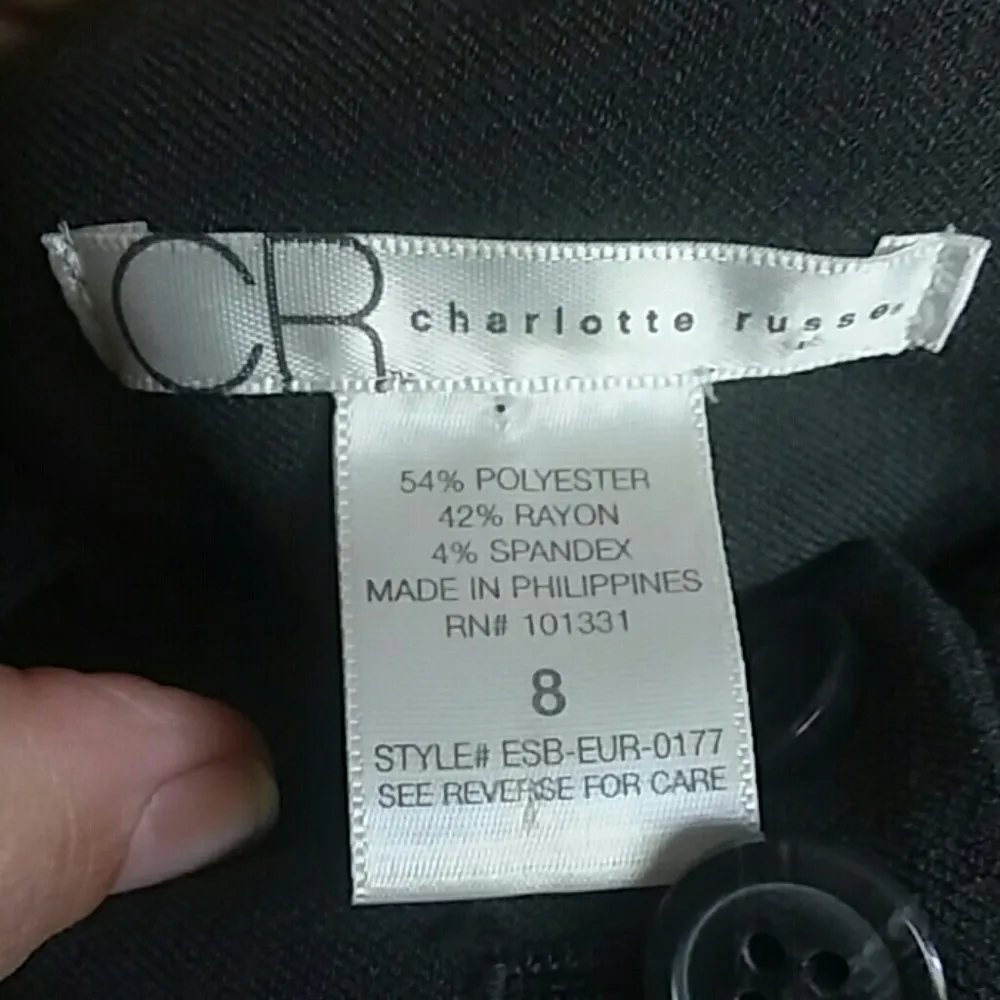 CR charlotte russe
54% POLYESTER
42% RAYON
4% SPANDEX
MADE IN PHILIPPINES
RN# 101331
8
STYLE# ESB-EUR-0177
SEE REVERSE FOR CARE